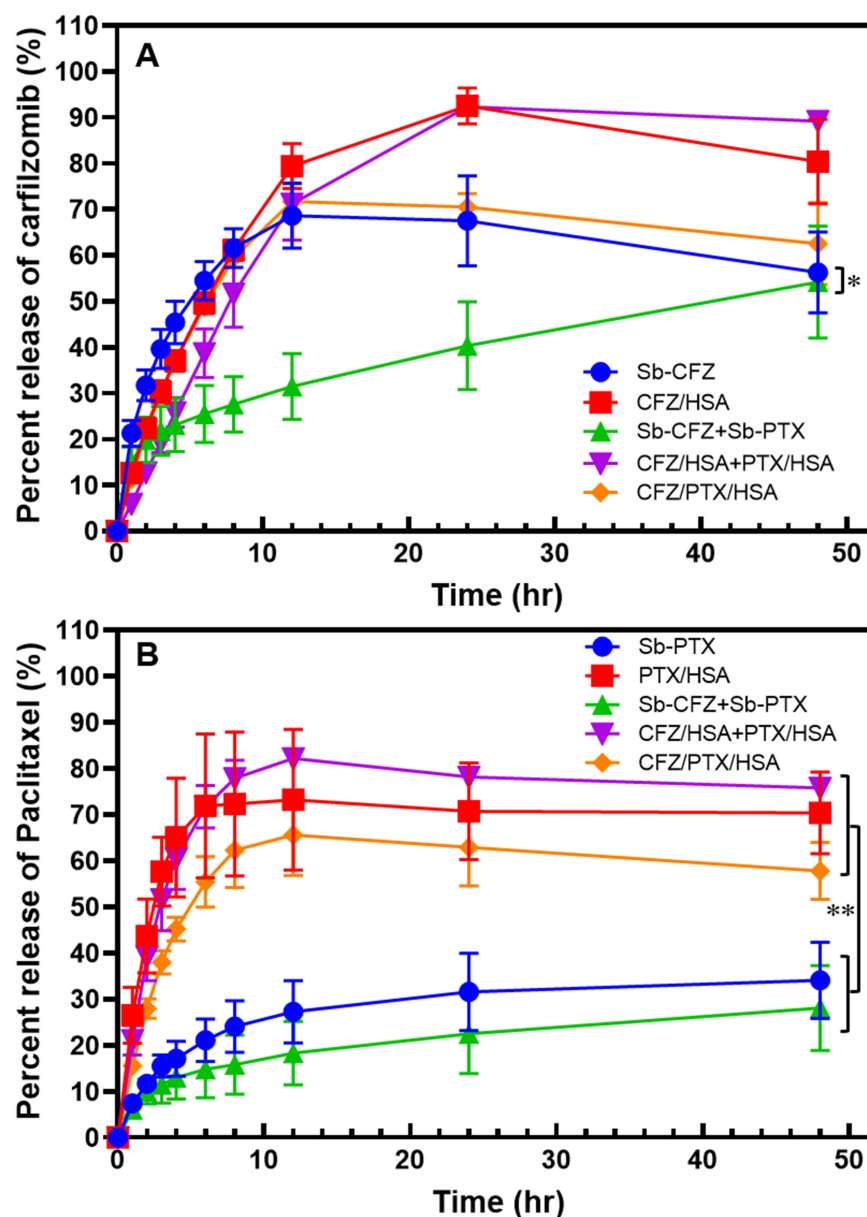 A
Percent release of carfilzomib (%)
110
100
90
80
70
60
50
40
30
20
10
0
Sb-CFZ
CFZ/HSA
Sb-CFZ+Sb-PTX
CFZ/HSA+PTX/HSA
CFZ/PTX/HSA
*
0 10 20 30 40 50
Time (hr)
B
Percent release of Paclitaxel (%)
110
100
90
80
70
60
50
40
30
20
10
0
Sb-PTX
PTX/HSA
Sb-CFZ+Sb-PTX
CFZ/HSA+PTX/HSA
CFZ/PTX/HSA
**
0 10 20 30 40 50
Time (hr)